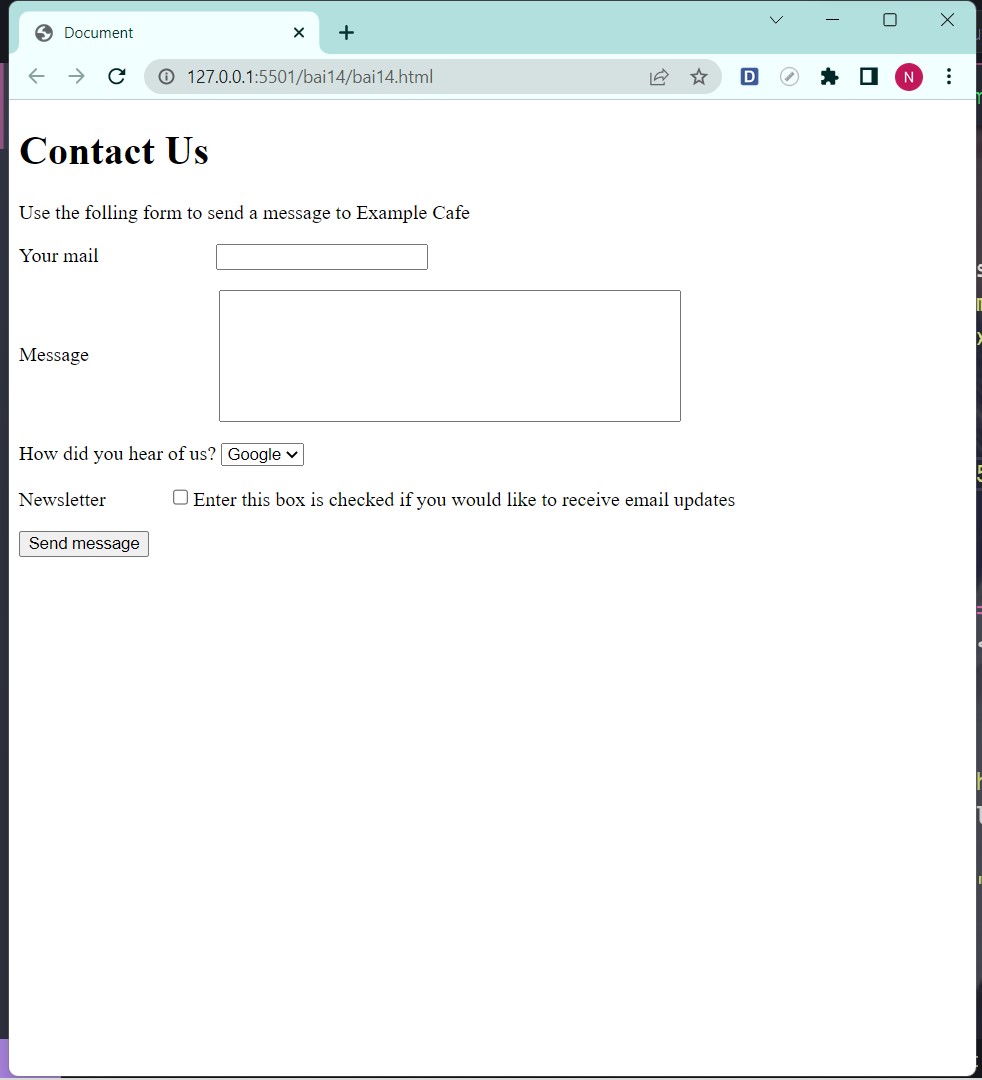 Document
127.0.0.1:5501/bai14/bai14.html
D
N
Contact Us
Use the folling form to send a message to Example Cafe
Your mail
Message
How did you hear of us? Google
Newsletter Enter this box is checked if you would like to receive email updates
Send message